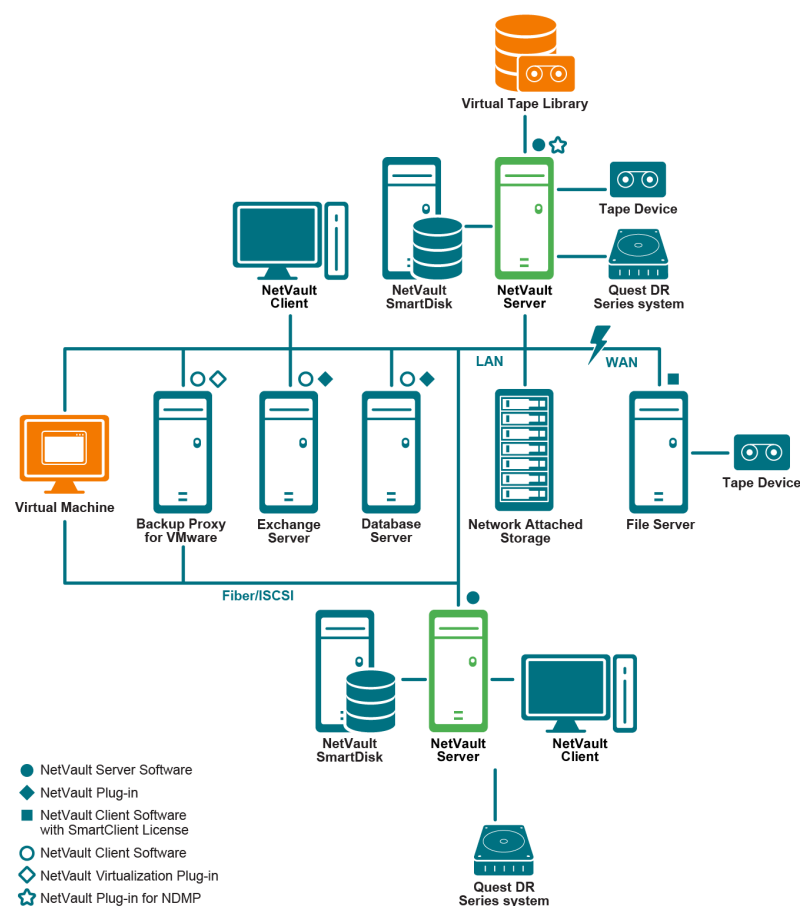 Virtual Tape Library
Tape Device
NetVault
Client
NetVault
SmartDisk
NetVault
Server
Quest DR
Series system
LAN
WAN
Virtual Machine
Backup Proxy
for VMware
Exchange
Server
Database
Server
Network Attached
Storage
File Server
Tape Device
Fiber/ISCSI
NetVault
SmartDisk
NetVault
Server
NetVault
Client
Quest DR
Series system
NetVault Server Software
NetVault Plug-in
NetVault Client Software
with SmartClient License
NetVault Client Software
NetVault Virtualization Plug-in
NetVault Plug-in for NDMP